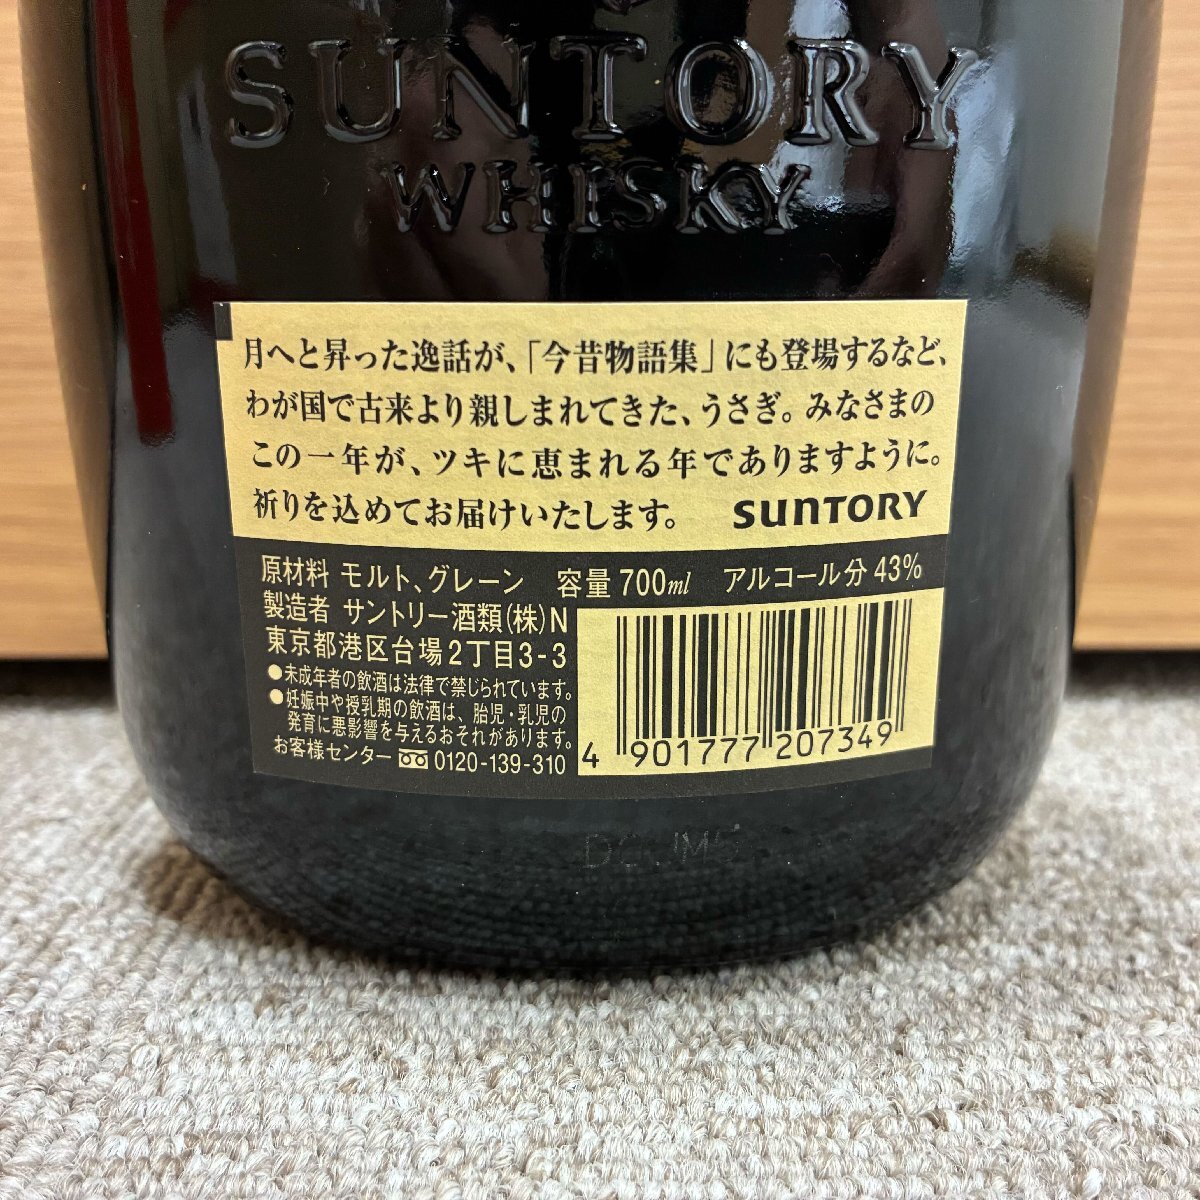 SUNTORY
WHISKY
月へと昇った逸話が、「今昔物語集」にも登場するなど、
わが国で古来より親しまれてきた、うさぎ。みなさまの
この一年が、ツキに恵まれる年でありますように。
祈りを込めてお届けいたします。 SUNTORY
原材料 モルト、グレーン 容量 700ml アルコール分 43%
製造者 サントリー酒類(株)N
東京都港区台場2丁目3-3
●未成年者の飲酒は法律で禁じられています。
●妊娠中や授乳期の飲酒は、胎児・乳児の
発育に悪影響を与えるおそれがあります。
お客様センター 0120-139-310
4 901777 207349